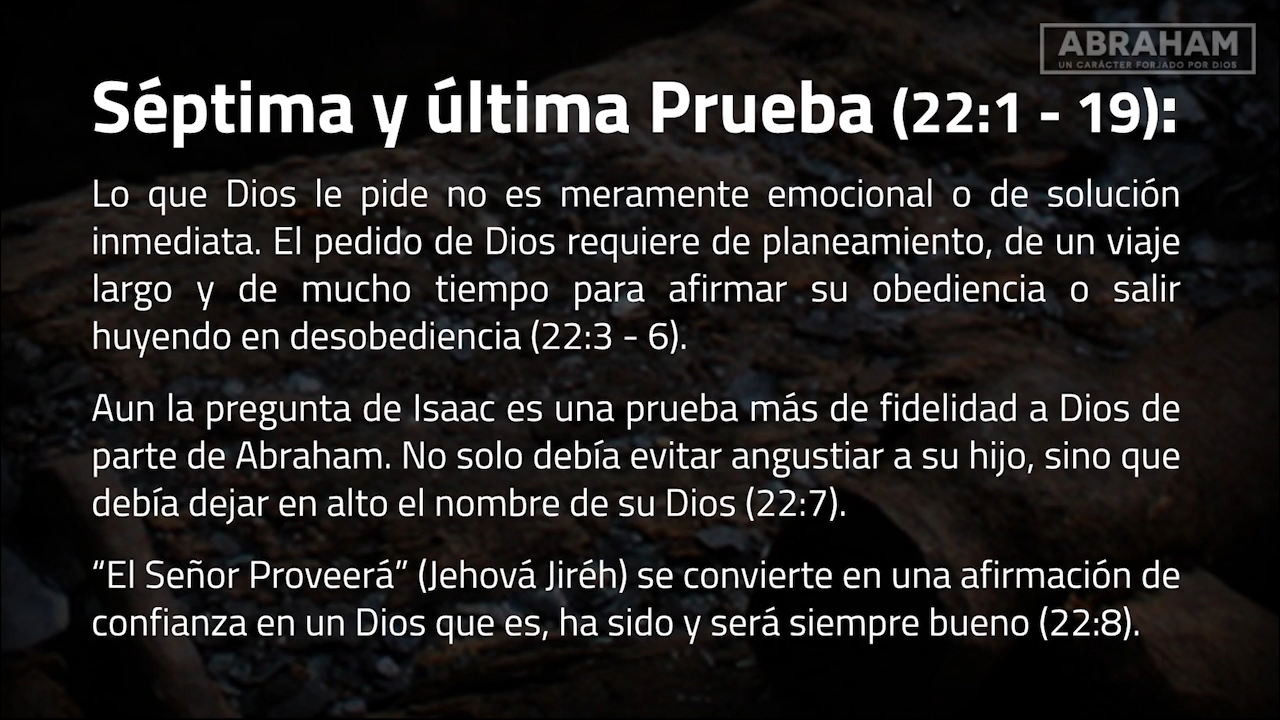 ABRAHAM
UN CARÁCTER FORJADO POR DIOS
Séptima y última Prueba (22:1 - 19):
Lo que Dios le pide no es meramente emocional o de solución
inmediata. El pedido de Dios requiere de planeamiento, de un viaje
largo y de mucho tiempo para afirmar su obediencia o salir
huyendo en desobediencia (22:3 - 6).
Aun la pregunta de Isaac es una prueba más de fidelidad a Dios de
parte de Abraham. No solo debía evitar angustiar a su hijo, sino que
debía dejar en alto el nombre de su Dios (22:7).
“El Señor Proveerá” (Jehová Jiréh) se convierte en una afirmación de
confianza en un Dios que es, ha sido y será siempre bueno (22:8).